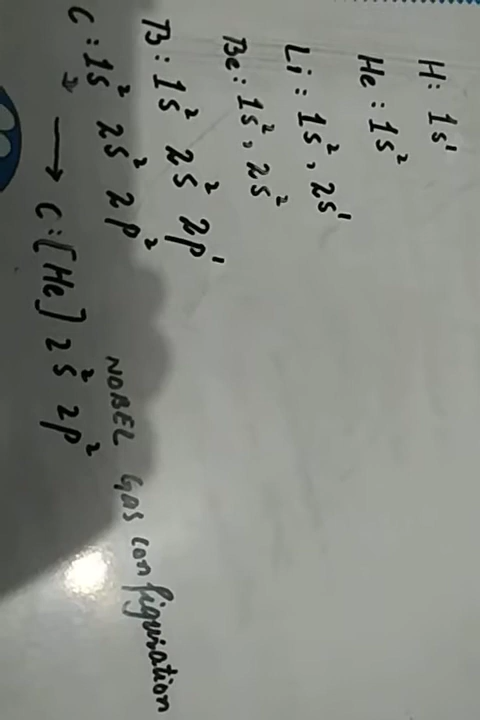 H: 1s¹
He: 1s²
Li: 1s², 2s¹
Be: 1s², 2s²
B: 1s² 2s² 2p¹
C: 1s² 2s² 2p²
NOBEL GAS configuration
→ C: [He] 2s² 2p²